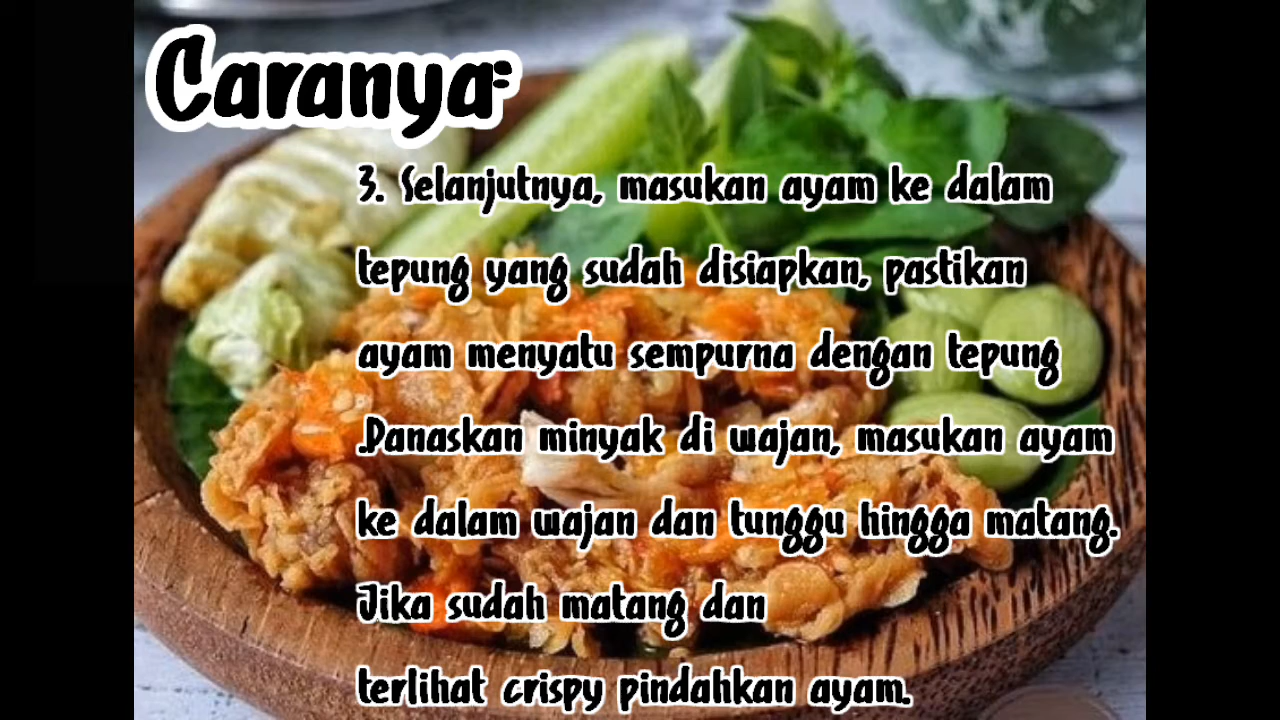 Caranya:
3. Selanjutnya, masukan ayam ke dalam
tepung yang sudah disiapkan, pastikan
ayam menyatu sempurna dengan tepung
.Panaskan minyak di wajan, masukan ayam
ke dalam wajan dan tunggu hingga matang.
Jika sudah matang dan
terlihat crispy pindahkan ayam.